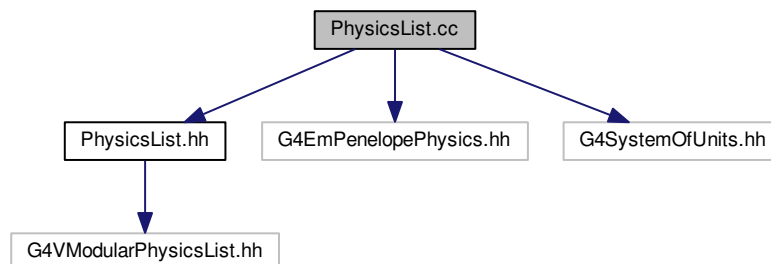 PhysicsList.cc
PhysicsList.hh
G4EmPenelopePhysics.hh
G4SystemOfUnits.hh
G4VModularPhysicsList.hh